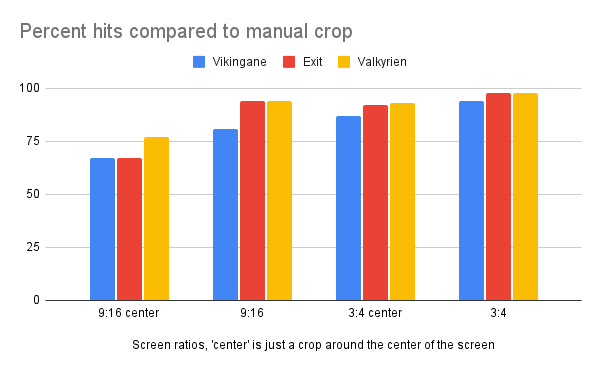 Percent hits compared to manual crop
Vikingane Exit Valkyrien
100
75
50
25
0
9:16 center 9:16 3:4 center 3:4
Screen ratios, 'center' is just a crop around the center of the screen